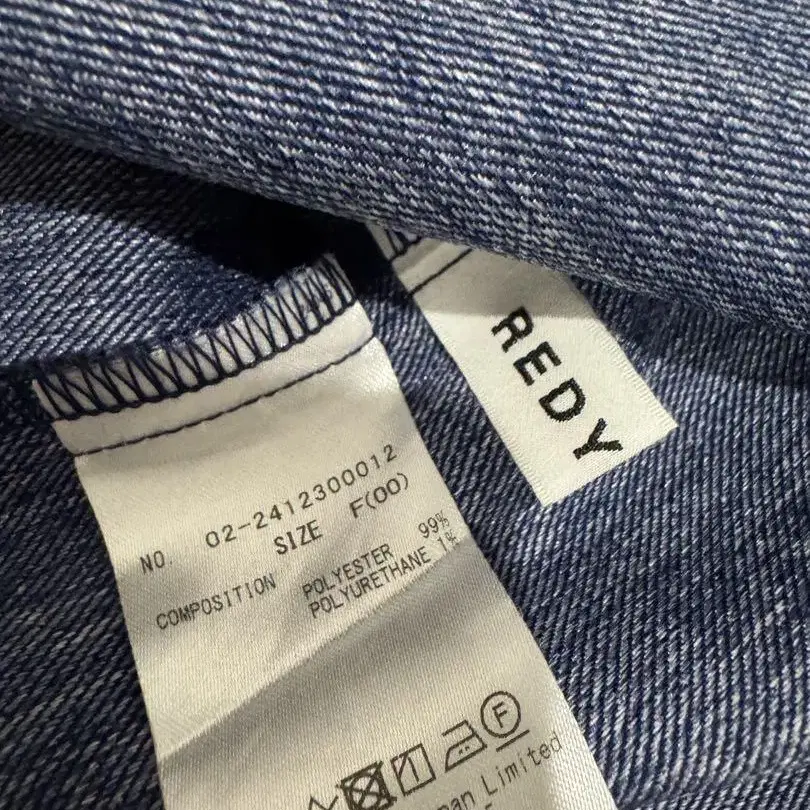 REDY
NO. 02-2412300012
SIZE F(00)
COMPOSITION POLYESTER 99%
POLYURETHANE 1%
F
Limited